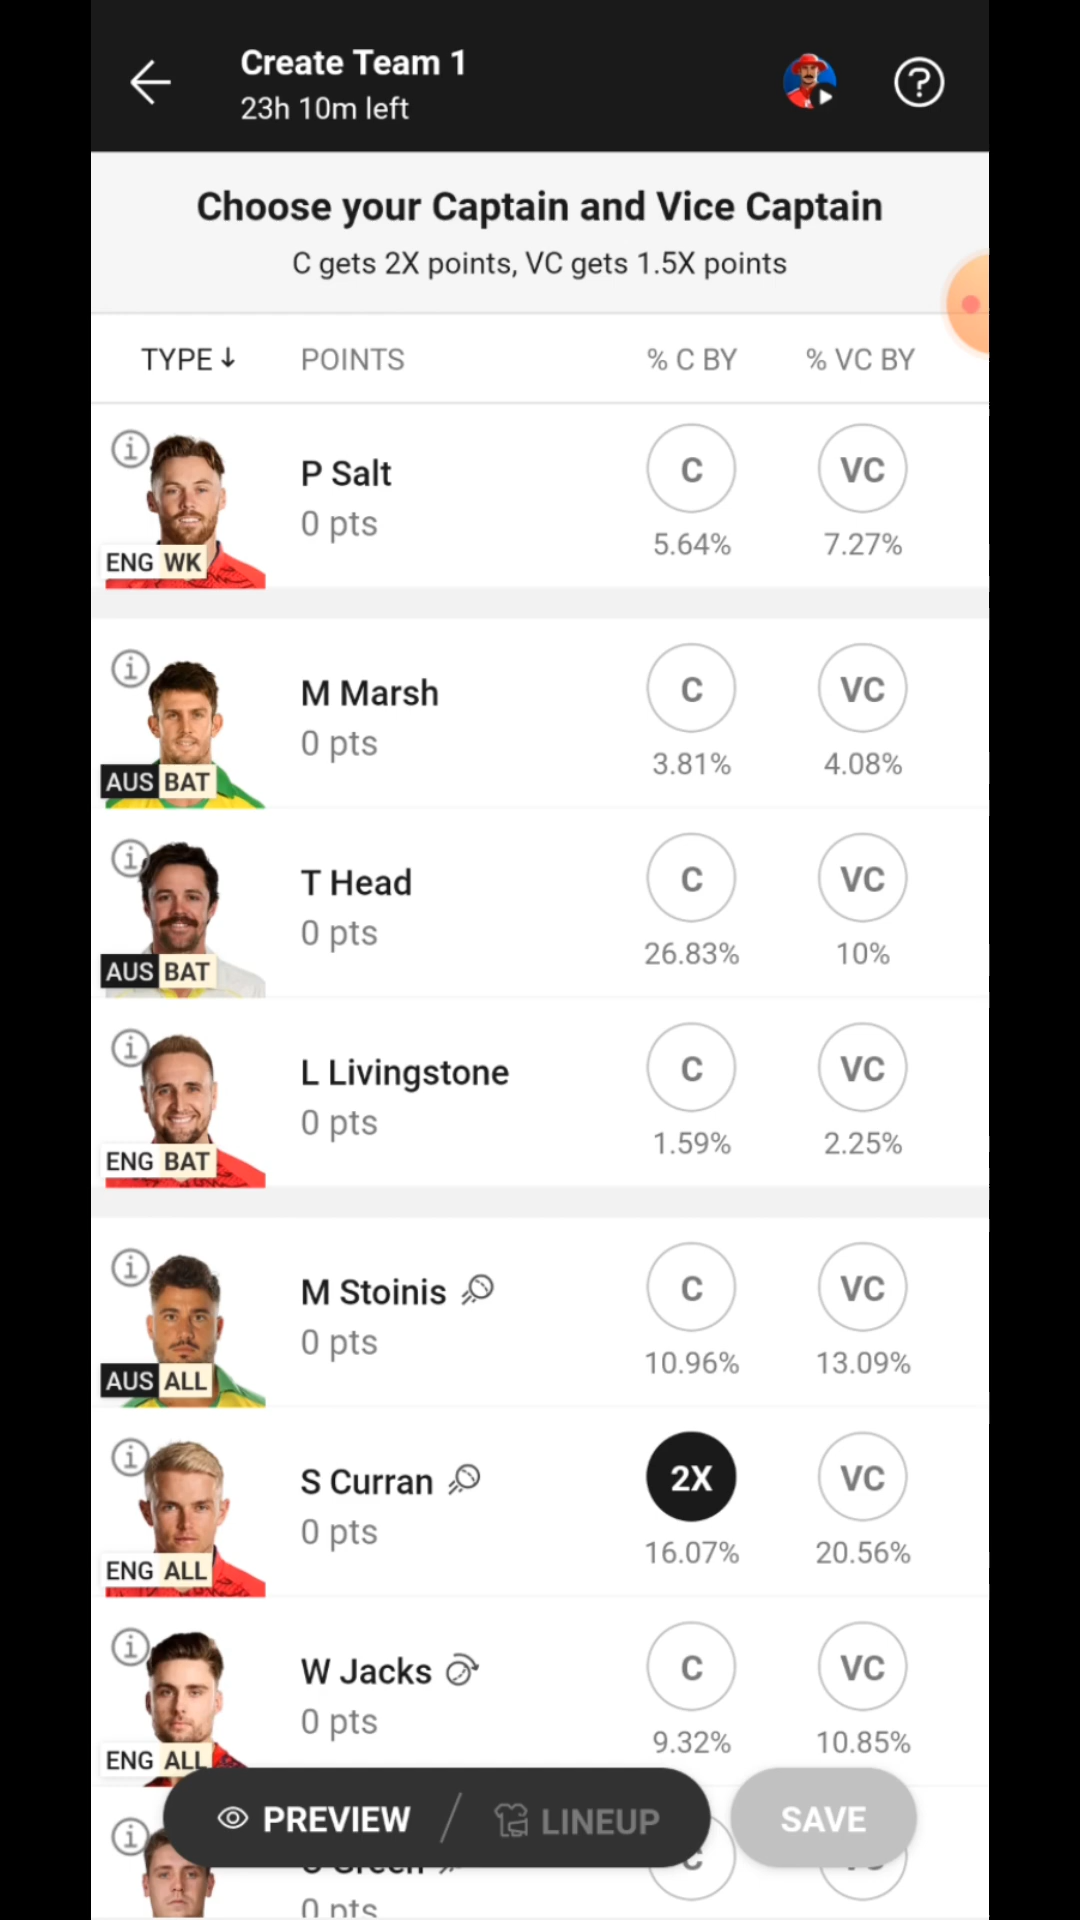 Create Team 1
23h 10m left
Choose your Captain and Vice Captain
C gets 2X points, VC gets 1.5X points
TYPE↓ POINTS % C BY % VC BY
P Salt C VC
0 pts 5.64% 7.27%
ENG WK
M Marsh C VC
0 pts 3.81% 4.08%
AUS BAT
T Head C VC
0 pts 26.83% 10%
AUS BAT
L Livingstone C VC
0 pts 1.59% 2.25%
ENG BAT
M Stoinis C VC
0 pts 10.96% 13.09%
AUS ALL
S Curran 2X VC
0 pts 16.07% 20.56%
ENG ALL
W Jacks C VC
0 pts 9.32% 10.85%
ENG ALL
PREVIEW / LINEUP SAVE
Green C
0 pts